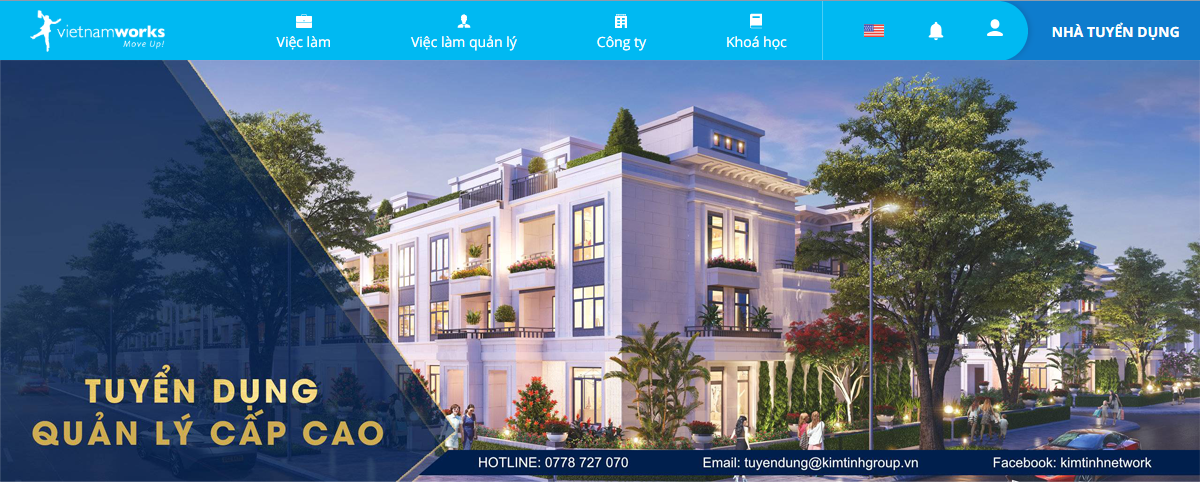 vietnamworks
Move Up!
Việc làm
Việc làm quản lý
Công ty
Khoá học
NHÀ TUYỂN DỤNG
TUYỂN DỤNG
QUẢN LÝ CẤP CAO
HOTLINE: 0778 727 070
Email: tuyendung@kimtinhgroup.vn
Facebook: kimtinhnetwork